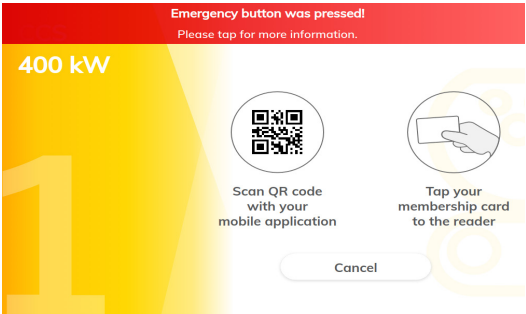 Emergency button was pressed!
Please tap for more information.
400 kW
1
Scan QR code
with your
mobile application
Tap your
membership card
to the reader
Cancel